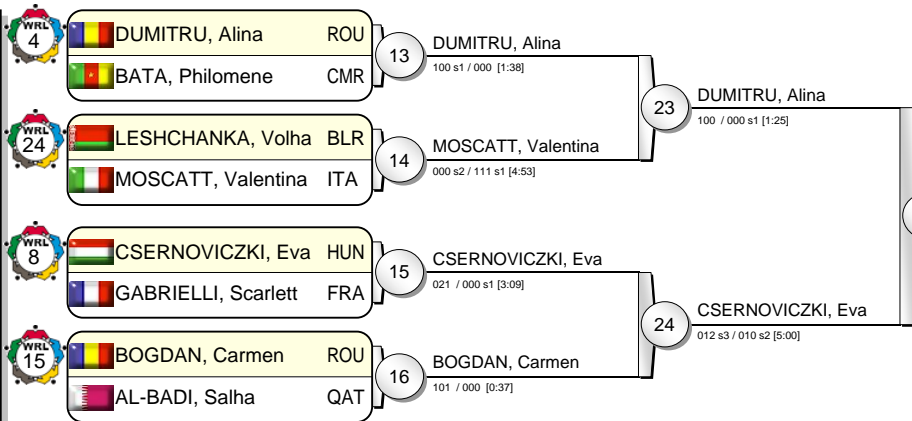 WRL
4
DUMITRU, Alina ROU
BATA, Philomene CMR
13
DUMITRU, Alina
100 s1 / 000 [1:38]
WRL
24
LESHCHANKA, Volha BLR
MOSCATT, Valentina ITA
14
MOSCATT, Valentina
000 s2 / 111 s1 [4:53]
23
DUMITRU, Alina
100 / 000 s1 [1:25]
WRL
8
CSERNOVICZKI, Eva HUN
GABRIELLI, Scarlett FRA
15
CSERNOVICZKI, Eva
021 / 000 s1 [3:09]
WRL
15
BOGDAN, Carmen ROU
AL-BADI, Salha QAT
16
BOGDAN, Carmen
101 / 000 [0:37]
24
CSERNOVICZKI, Eva
012 s3 / 010 s2 [5:00]